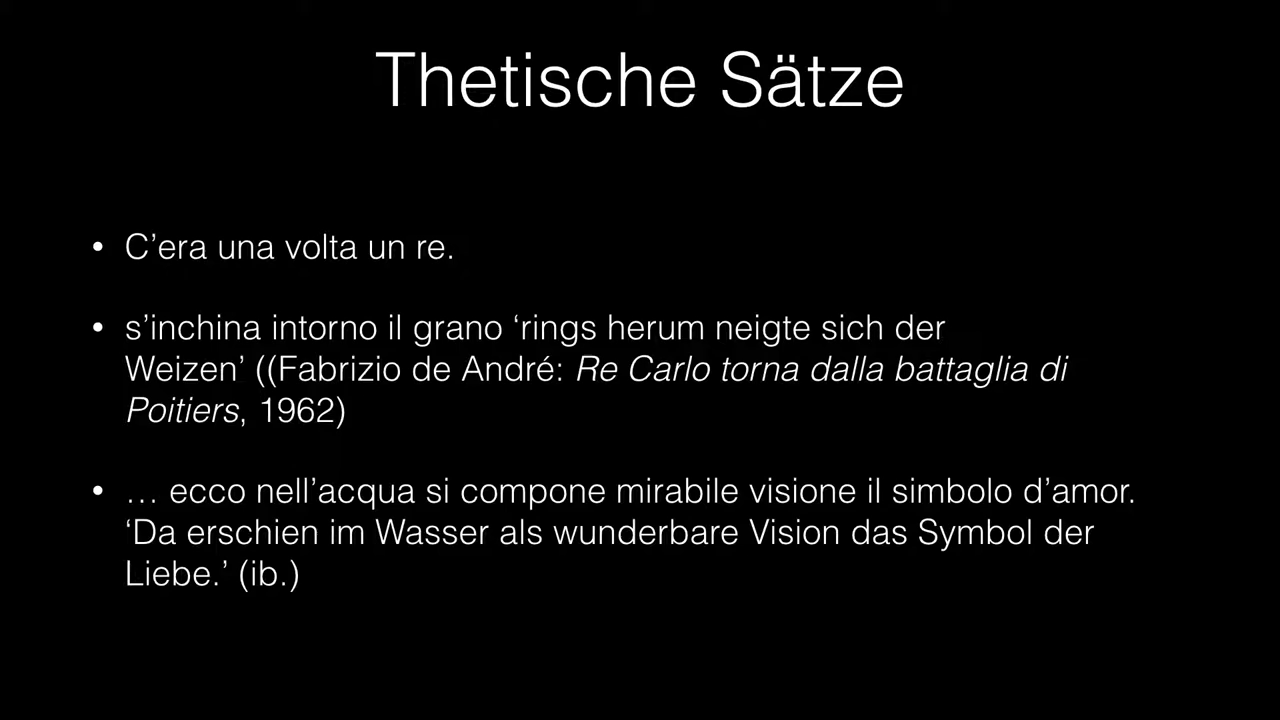 Thetische Sätze
• C’era una volta un re.
• s’inchina intorno il grano ‘rings herum neigte sich der
Weizen’ ((Fabrizio de André: Re Carlo torna dalla battaglia di
Poitiers, 1962)
• … ecco nell’acqua si compone mirabile visione il simbolo d’amor.
‘Da erschien im Wasser als wunderbare Vision das Symbol der
Liebe.’ (ib.)